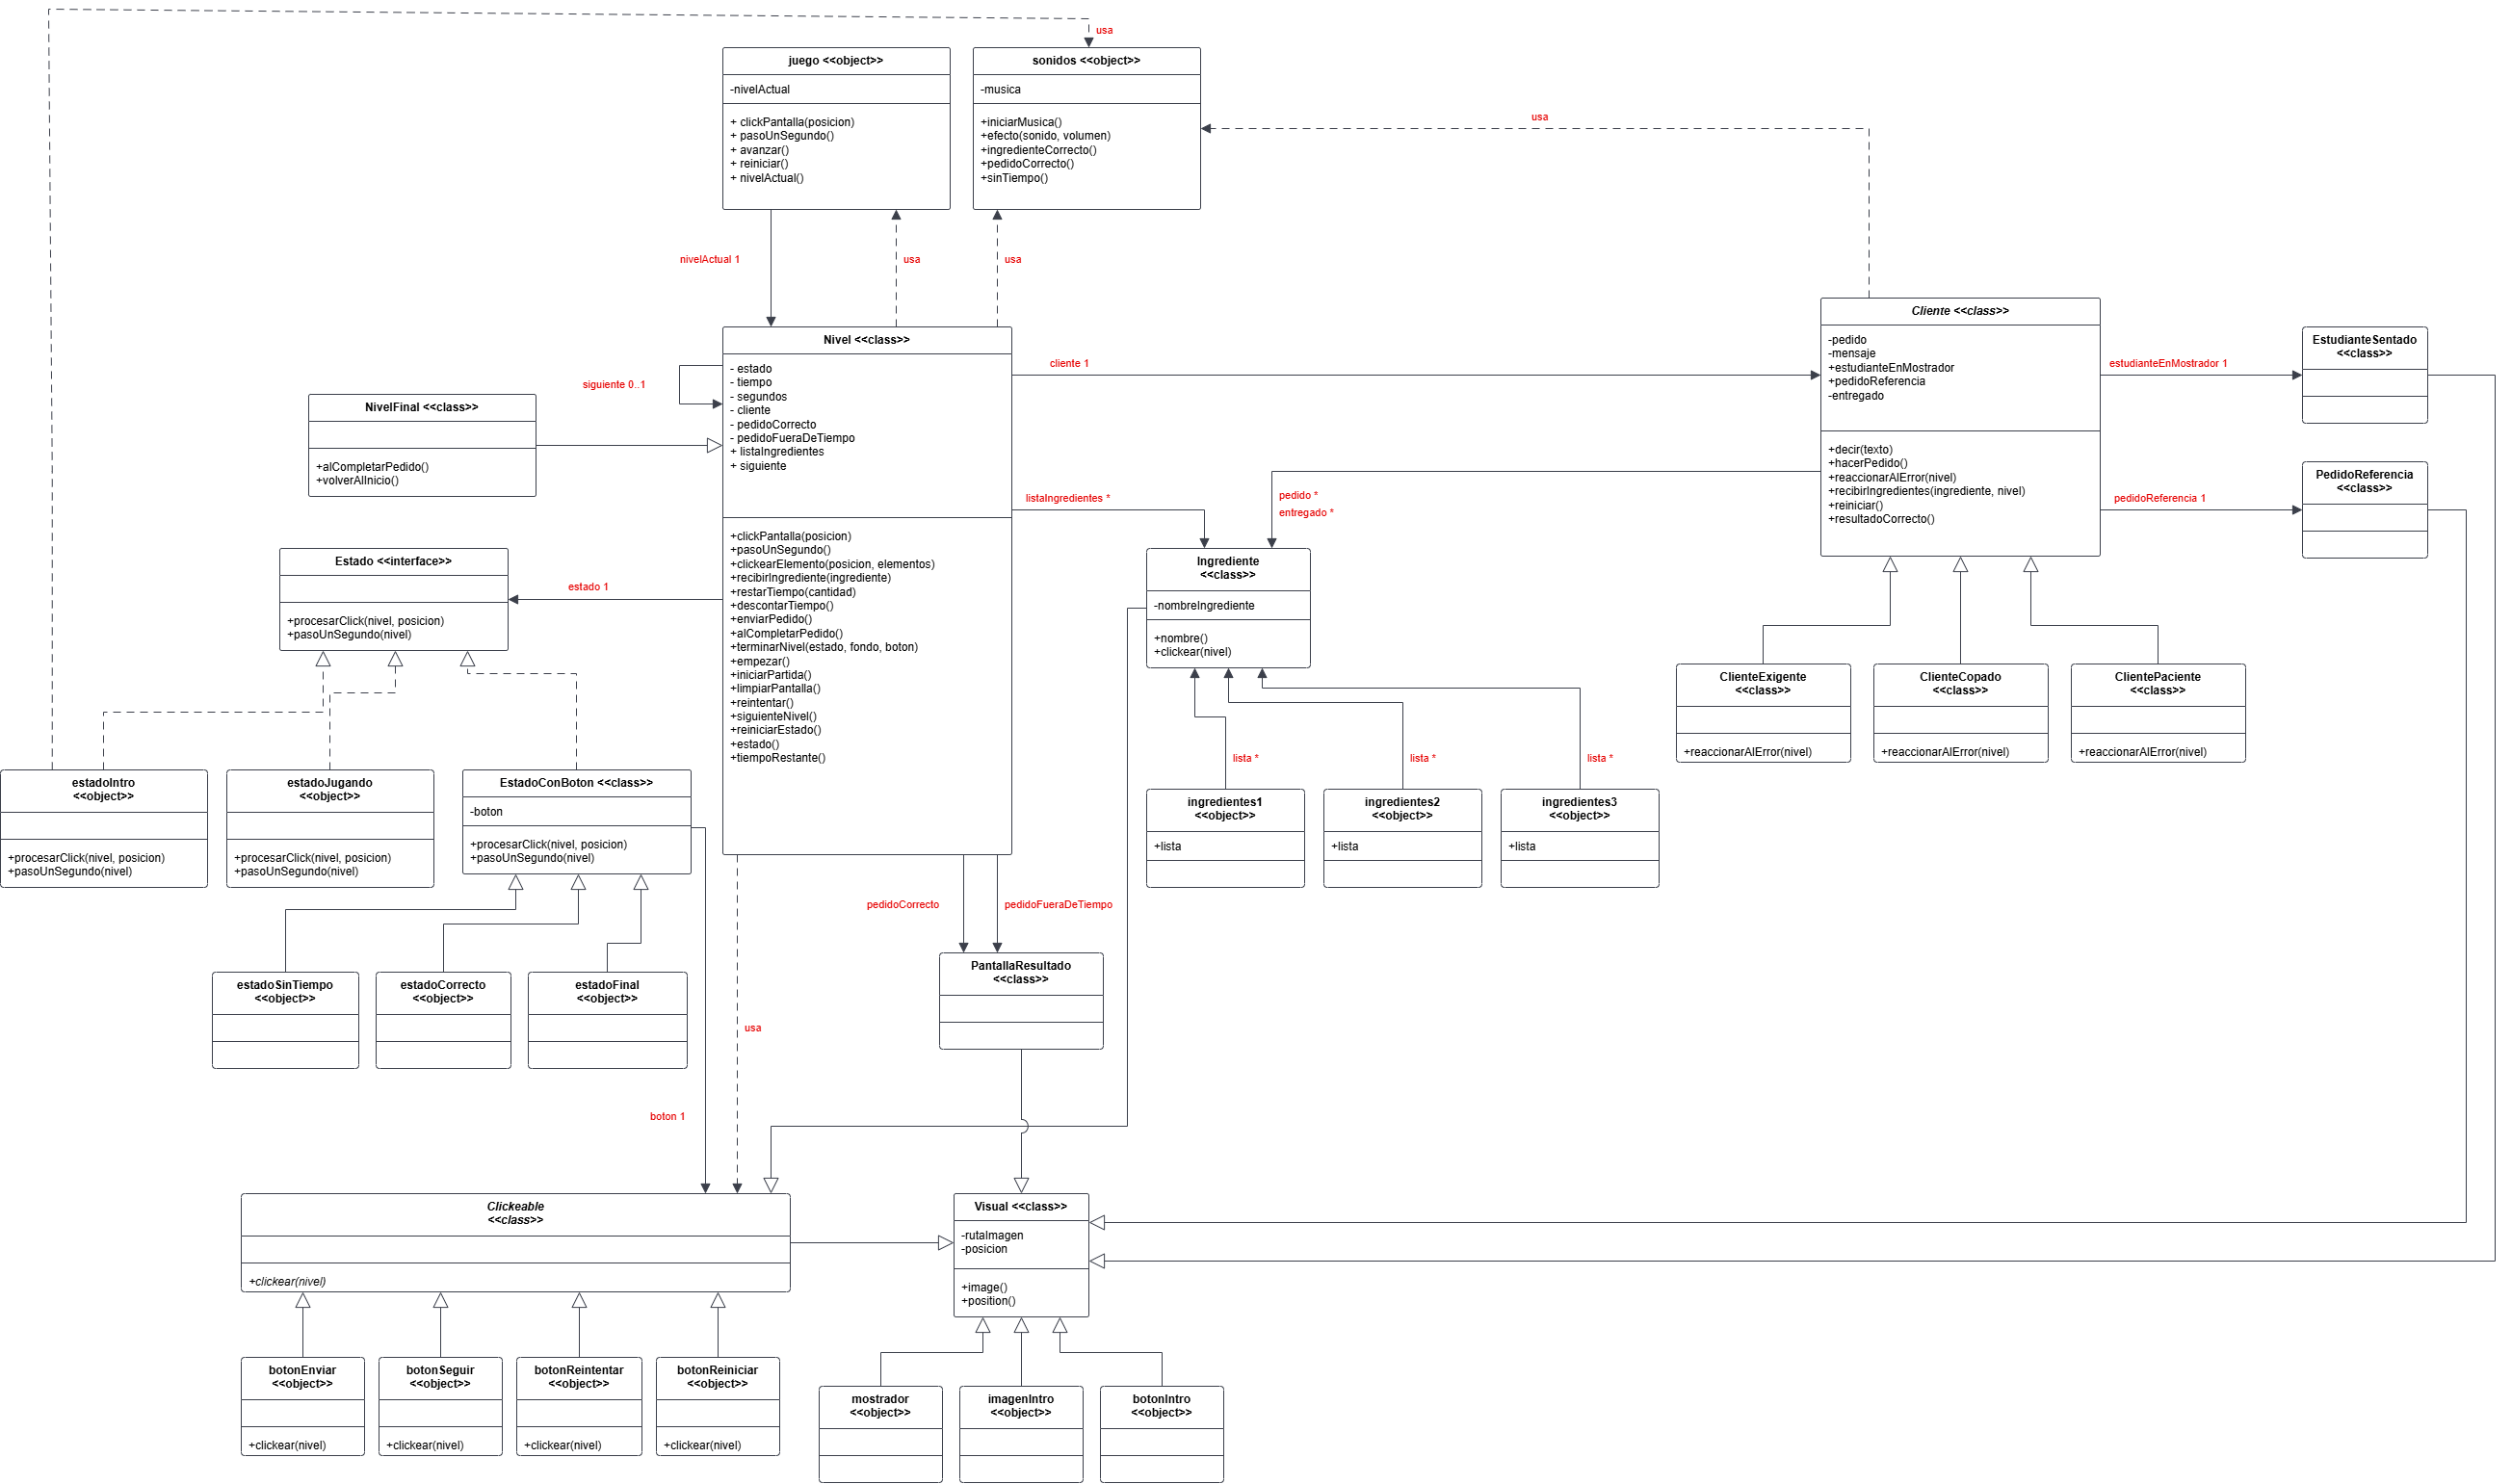 usa
juego <<object>>
-nivelActual
+ clickPantalla(posicion)
+ pasoUnSegundo()
+ avanzar()
+ reiniciar()
+ nivelActual()
sonidos <<object>>
-musica
+iniciarMusica()
+efecto(sonido, volumen)
+ingredienteCorrecto()
+pedidoCorrecto()
+sinTiempo()
usa
nivelActual 1
usa
usa
Nivel <<class>>
- estado
- tiempo
- segundos
- cliente
- pedidoCorrecto
- pedidoFueraDeTiempo
+ listaIngredientes
+ siguiente
+clickPantalla(posicion)
+pasoUnSegundo()
+clickearElemento(posicion, elementos)
+recibirIngrediente(ingrediente)
+restarTiempo(cantidad)
+descontarTiempo()
+enviarPedido()
+alCompletarPedido()
+terminarNivel(estado, fondo, boton)
+empezar()
+iniciarPartida()
+limpiarPantalla()
+reintentar()
+siguienteNivel()
+reiniciarEstado()
+estado()
+tiempoRestante()
siguiente 0..1
cliente 1
Cliente <<class>>
-pedido
-mensaje
+estudianteEnMostrador
+pedidoReferencia
-entregado
+decir(texto)
+hacerPedido()
+reaccionarAlError(nivel)
+recibirIngredientes(ingrediente, nivel)
+reiniciar()
+resultadoCorrecto()
estudianteEnMostrador 1
EstudianteSentado
<<class>>
pedidoReferencia 1
PedidoReferencia
<<class>>
NivelFinal <<class>>
+alCompletarPedido()
+volverAlInicio()
listaIngredientes *
pedido *
entregado *
Estado <<interface>>
+procesarClick(nivel, posicion)
+pasoUnSegundo(nivel)
estado 1
Ingrediente
<<class>>
-nombreIngrediente
+nombre()
+clickear(nivel)
ClienteExigente
<<class>>
+reaccionarAlError(nivel)
ClienteCopado
<<class>>
+reaccionarAlError(nivel)
ClientePaciente
<<class>>
+reaccionarAlError(nivel)
lista *
lista *
lista *
estadoIntro
<<object>>
+procesarClick(nivel, posicion)
+pasoUnSegundo(nivel)
estadoJugando
<<object>>
+procesarClick(nivel, posicion)
+pasoUnSegundo(nivel)
EstadoConBoton <<class>>
-boton
+procesarClick(nivel, posicion)
+pasoUnSegundo(nivel)
ingredientes1
<<object>>
+lista
ingredientes2
<<object>>
+lista
ingredientes3
<<object>>
+lista
pedidoCorrecto
pedidoFueraDeTiempo
estadoSinTiempo
<<object>>
estadoCorrecto
<<object>>
estadoFinal
<<object>>
PantallaResultado
<<class>>
usa
boton 1
Clickeable
<<class>>
+clickear(nivel)
Visual <<class>>
-rutaImagen
-posicion
+image()
+position()
botonEnviar
<<object>>
+clickear(nivel)
botonSeguir
<<object>>
+clickear(nivel)
botonReintentar
<<object>>
+clickear(nivel)
botonReiniciar
<<object>>
+clickear(nivel)
mostrador
<<object>>
imagenIntro
<<object>>
botonIntro
<<object>>